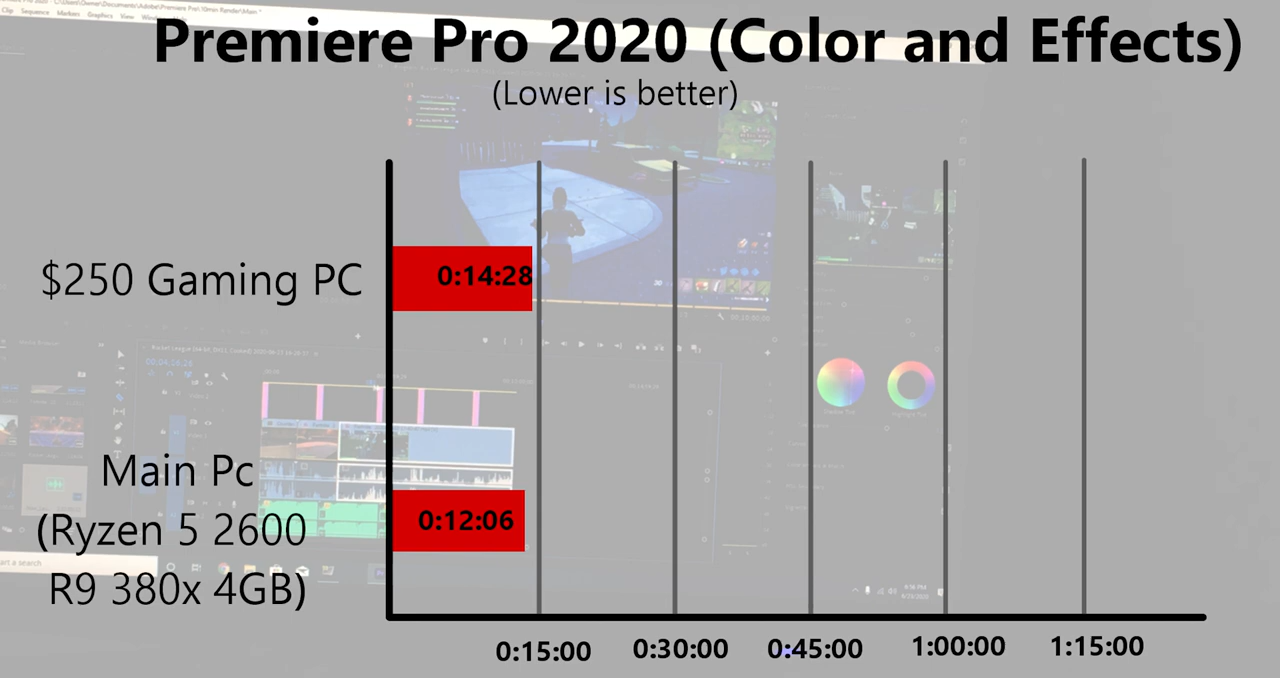 Premiere Pro 2020 (Color and Effects)
(Lower is better)
$250 Gaming PC
0:14:28
Main Pc
(Ryzen 5 2600
R9 380x 4GB)
0:12:06
0:15:00 0:30:00 0:45:00 1:00:00 1:15:00